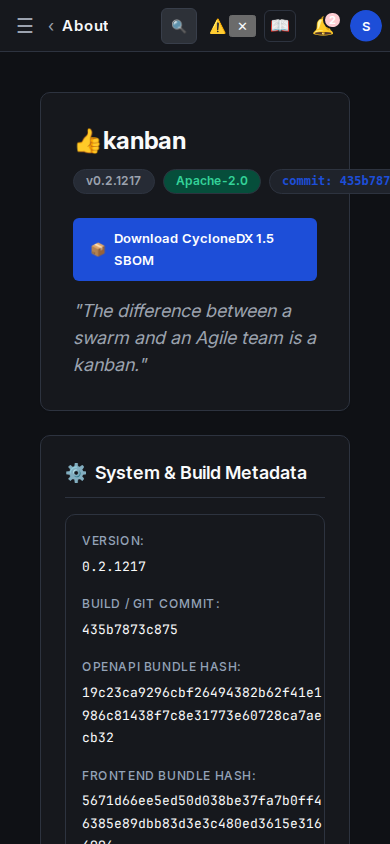 About
2
S
kanban
v0.2.1217 Apache-2.0 commit: 435b787
Download CycloneDX 1.5
SBOM
"The difference between a
swarm and an Agile team is a
kanban."
System & Build Metadata
VERSION:
0.2.1217
BUILD / GIT COMMIT:
435b7873c875
OPENAPI BUNDLE HASH:
19c23ca9296cbf26494382b62f41e1
986c81438f7c8e31773e60728ca7ae
cb32
FRONTEND BUNDLE HASH:
5671d66ee5ed50d038be37fa7b0ff4
6385e89dbb83d3e3c480ed3615e316